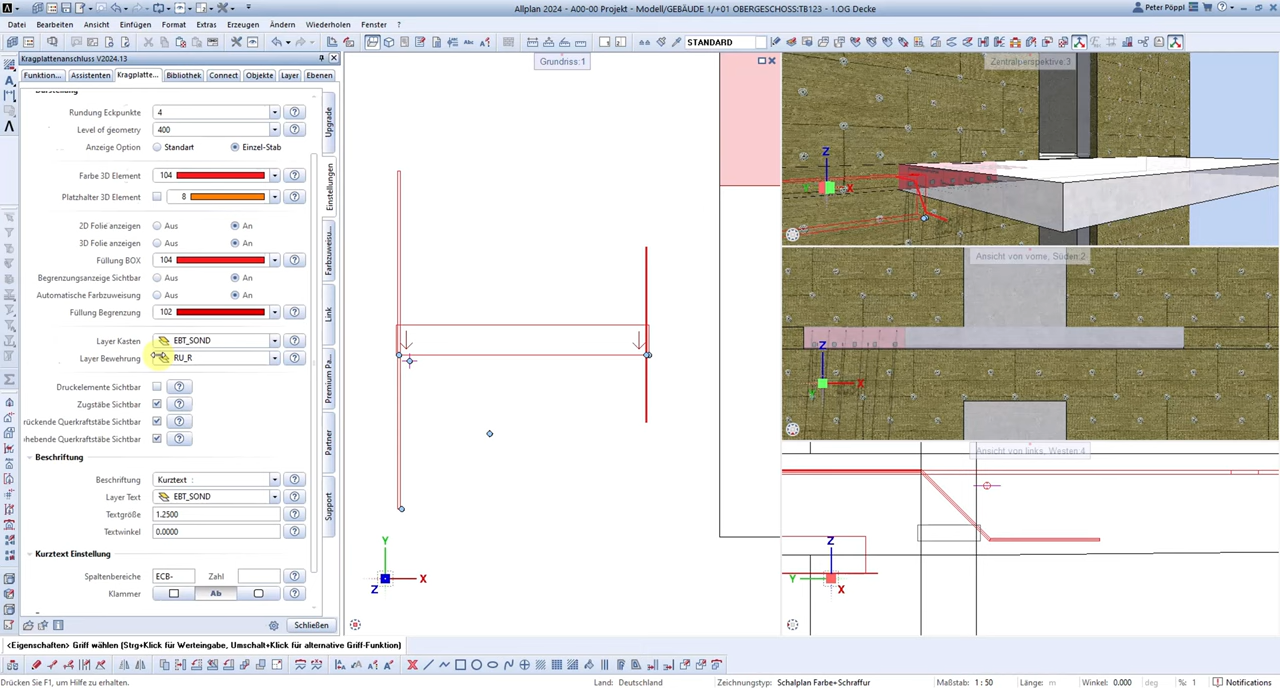 Allplan 2024 - A00-00 Projekt - Modell/GEBÄUDE 1/+01 OBERGESCHOSS:TB123 - 1.OG Decke
Peter Pöppl
Datei Bearbeiten Ansicht Einfügen Format Extras Erzeugen Ändern Wiederholen Fenster ?
STANDARD
Kragplattenanschluss V2024.13
Funktion... Assistenten Kragplatte... Bibliothek Connect Objekte Layer Ebenen
Darstellung
Rundung Eckpunkte 4
Level of geometry 400
Anzeige Option Standart Einzel-Stab
Farbe 3D Element 104
Platzhalter 3D Element 8
2D Folie anzeigen Aus An
3D Folie anzeigen Aus An
Füllung BOX 104
Begrenzungsanzeige Sichtbar Aus An
Automatische Farbzuweisung Aus An
Füllung Begrenzung 102
Layer Kasten EBT_SOND
Layer Bewehrung RU_R
Druckelemente Sichtbar
Zugstäbe Sichtbar
rückende Querkraftstäbe Sichtbar
hebende Querkraftstäbe Sichtbar
Beschriftung
Beschriftung Kurztext :
Layer Text EBT_SOND
Textgröße 1.2500
Textwinkel 0.0000
Kurztext Einstellung
Spaltenbereiche ECB- Zahl
Klammer Ab
Schließen
Upgrade
Einstellungen
Farbzuweisu...
Link
Premium Pa...
Partner
Support
Grundriss:1
Y
X
Z
Zentralperspektive:3
Z
X
Ansicht von vorne, Süden:2
Z
X
Ansicht von links, Westen:4
Z
Y
X
<Eigenschaften> Griff wählen (Strg+Klick für Werteingabe, Umschalt+Klick für alternative Griff-Funktion)
Drücken Sie F1, um Hilfe zu erhalten.
Land: Deutschland
Zeichnungstyp: Schalplan Farbe+Schraffur
Maßstab: 1 : 50
Länge: m
Winkel: 0.000 deg
%: 1
Notifications